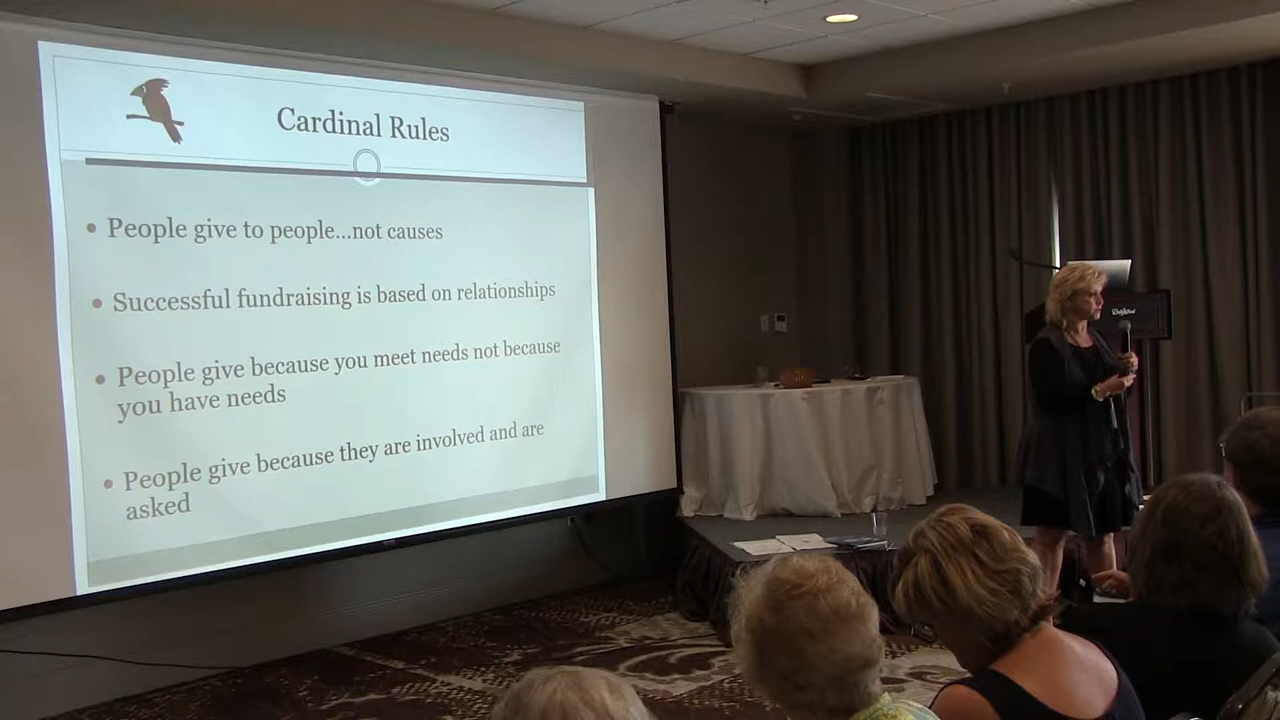 Cardinal Rules
• People give to people...not causes
• Successful fundraising is based on relationships
• People give because you meet needs not because
you have needs
• People give because they are involved and are
asked